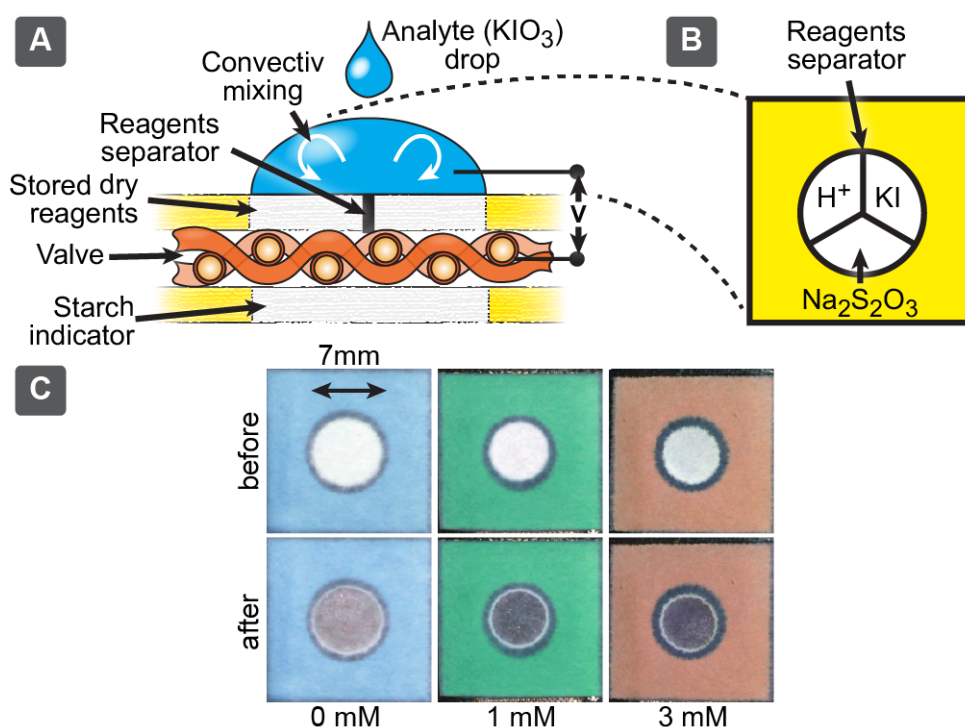 A
Analyte (KIO3)
drop
Convectiv
mixing
Reagents
separator
Stored dry
reagents
Valve
Starch
indicator
V
B
Reagents
separator
H+
KI
Na2S2O3
C
7mm
before
after
0 mM
1 mM
3 mM